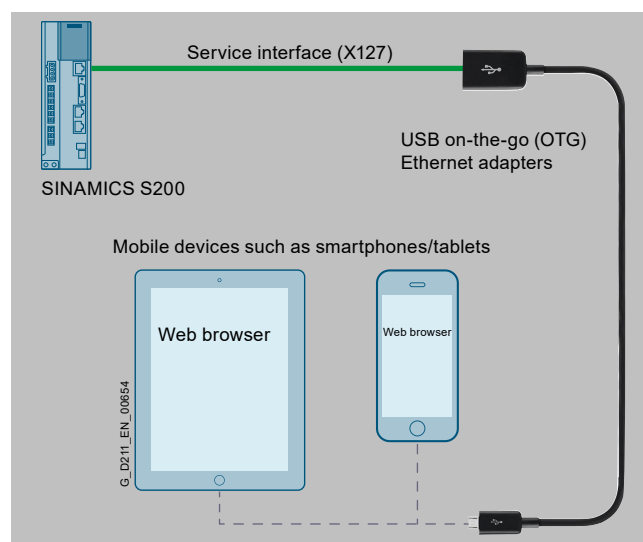 Service interface (X127)
USB on-the-go (OTG)
Ethernet adapters
SINAMICS S200
Mobile devices such as smartphones/tablets
Web browser
Web browser
G_D211_EN_00654